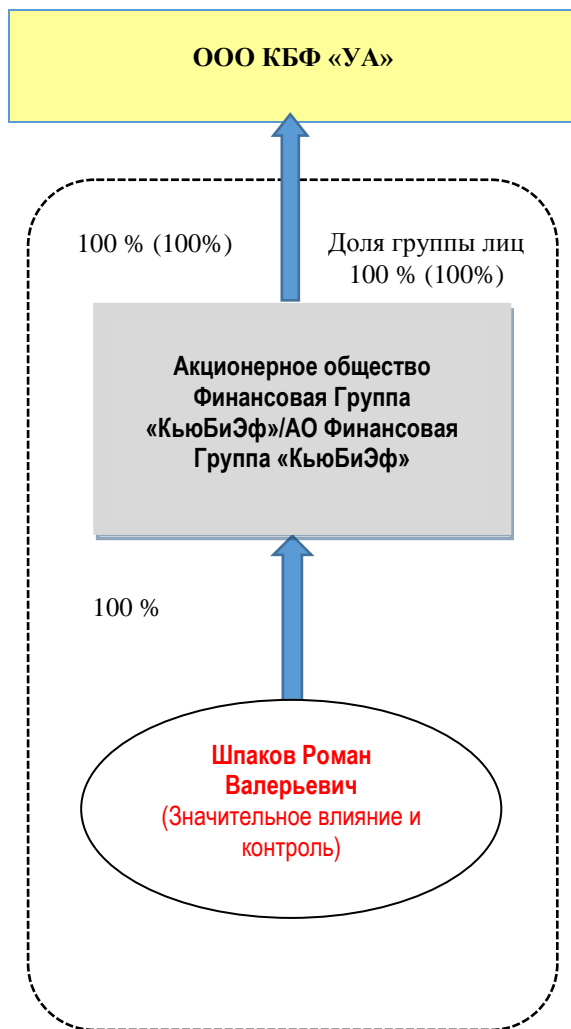 ООО КБФ «УА»
100 % (100%)
Доля группы лиц
100 % (100%)
Акционерное общество
Финансовая Группа
«КьюБиЭф»/АО Финансовая
Группа «КьюБиЭф»
100 %
Шпаков Роман
Валерьевич
(Значительное влияние и
контроль)